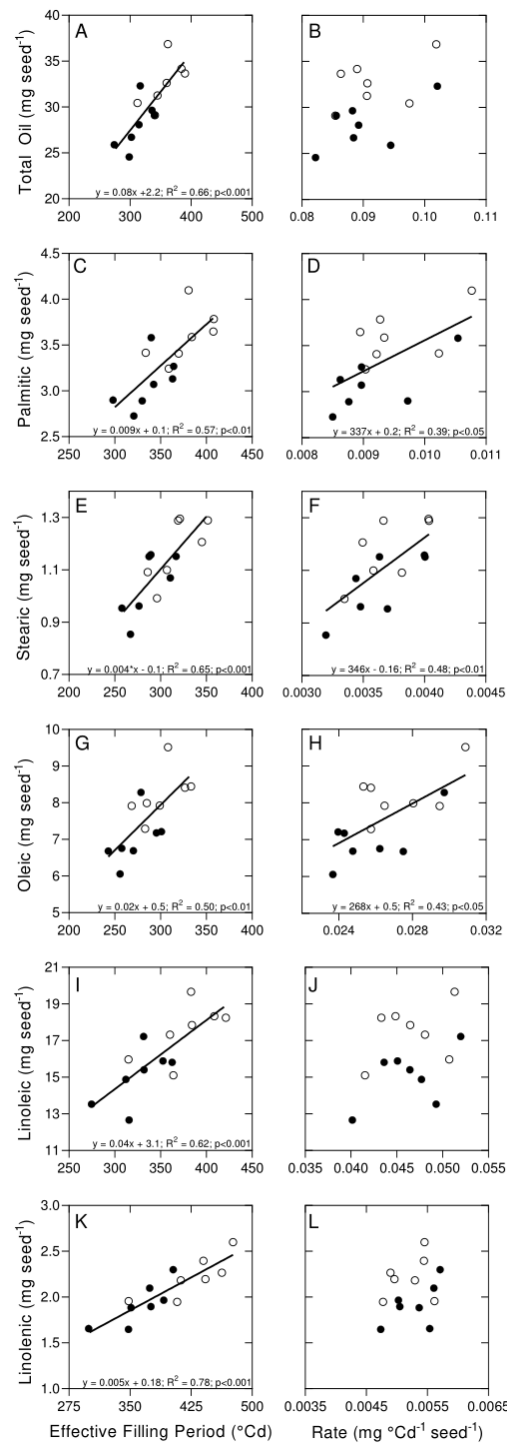 A
B
Total Oil (mg seed⁻¹)
40
35
30
25
20
200 300 400 500
0.08 0.09 0.10 0.11
y = 0.08x +2.2; R² = 0.66; p<0.001
C
D
Palmitic (mg seed⁻¹)
4.5
4.0
3.5
3.0
2.5
250 300 350 400 450
0.008 0.009 0.010 0.011
y = 0.009x + 0.1; R² = 0.57; p<0.01
y = 337x + 0.2; R² = 0.39; p<0.05
E
F
Stearic (mg seed⁻¹)
1.3
1.1
0.9
0.7
200 250 300 350 400
0.0030 0.0035 0.0040 0.0045
y = 0.004*x - 0.1; R² = 0.65; p<0.001
y = 346x - 0.16; R² = 0.48; p<0.01
G
H
Oleic (mg seed⁻¹)
10
9
8
7
6
5
200 250 300 350 400
0.024 0.028 0.032
y = 0.02x + 0.5; R² = 0.50; p<0.01
y = 268x + 0.5; R² = 0.43; p<0.05
I
J
Linoleic (mg seed⁻¹)
21
19
17
15
13
11
250 300 350 400 450
0.035 0.040 0.045 0.050 0.055
y = 0.04x + 3.1; R² = 0.62; p<0.001
K
L
Linolenic (mg seed⁻¹)
3.0
2.5
2.0
1.5
1.0
275 350 425 500
0.0035 0.0045 0.0055 0.0065
y = 0.005x + 0.18; R² = 0.78; p<0.001
Effective Filling Period (°Cd)
Rate (mg °Cd⁻¹ seed⁻¹)